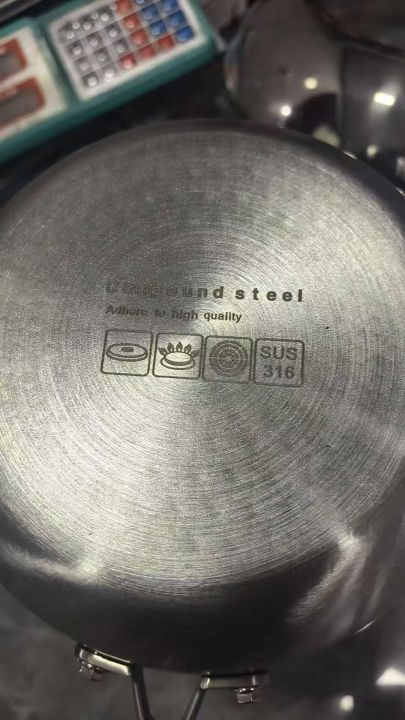 Compound steel
Adhere to high quality
SUS
316